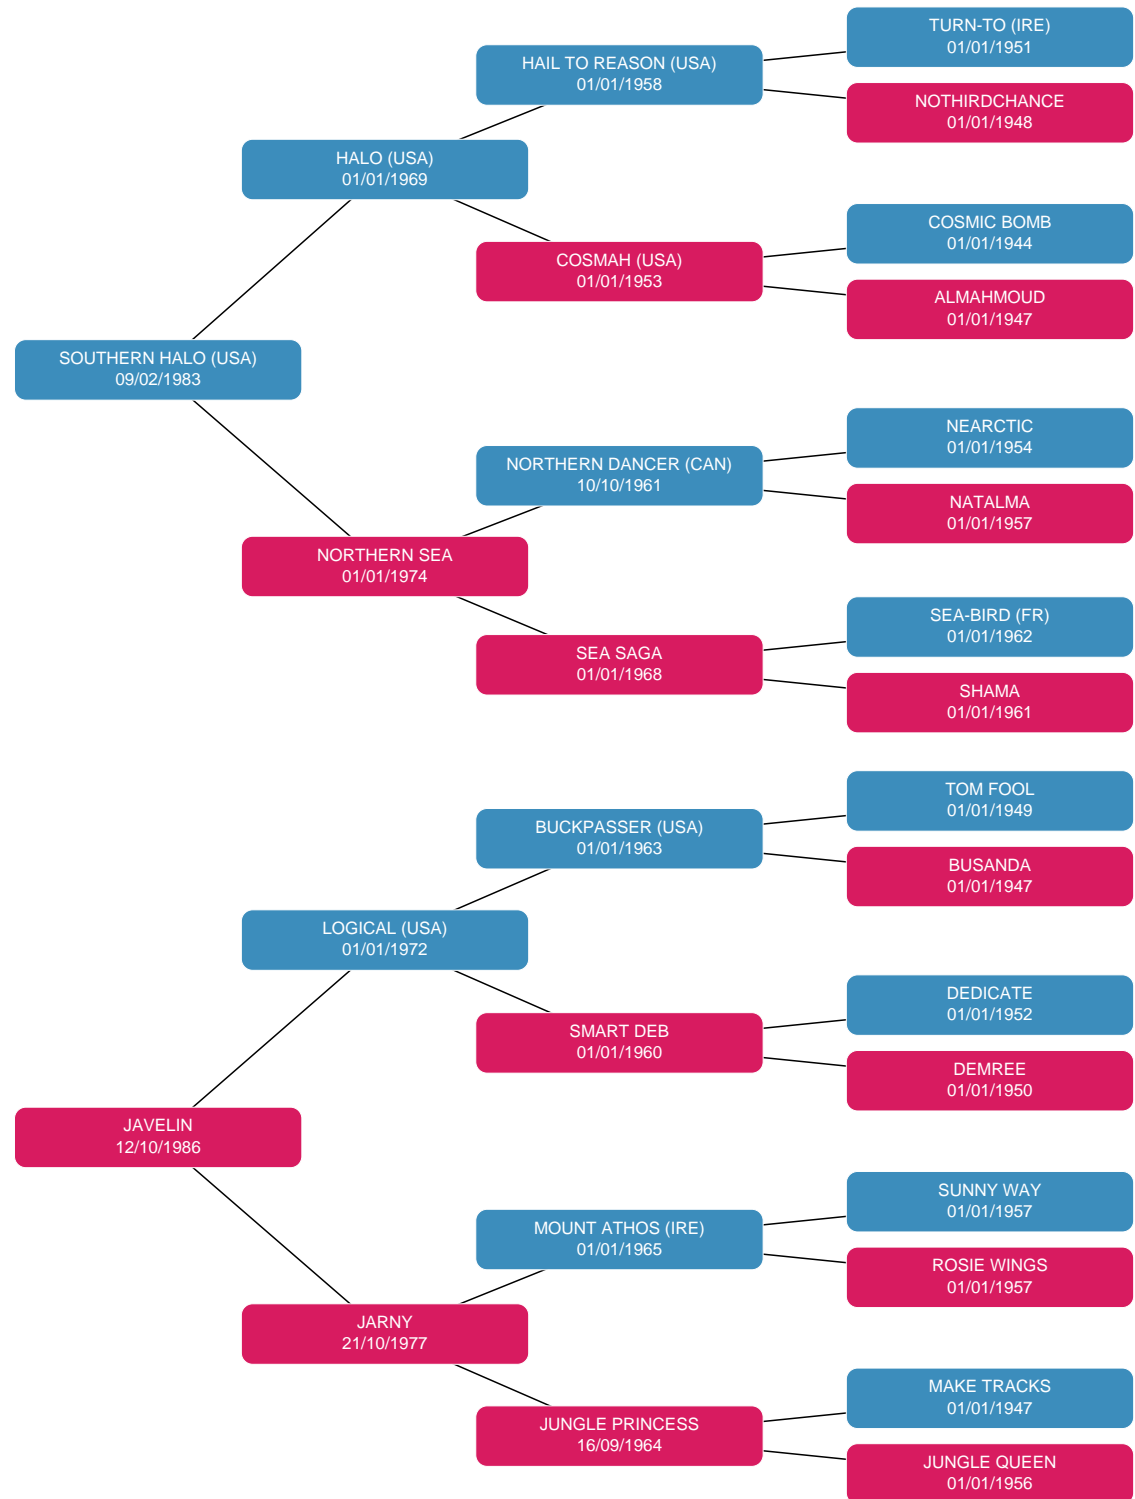 TURN-TO (IRE)
01/01/1951
HAIL TO REASON (USA)
01/01/1958
NOTHIRDCHANCE
01/01/1948
HALO (USA)
01/01/1969
COSMIC BOMB
01/01/1944
COSMAH (USA)
01/01/1953
ALMAHMOUD
01/01/1947
SOUTHERN HALO (USA)
09/02/1983
NEARCTIC
01/01/1954
NORTHERN DANCER (CAN)
10/10/1961
NATALMA
01/01/1957
NORTHERN SEA
01/01/1974
SEA-BIRD (FR)
01/01/1962
SEA SAGA
01/01/1968
SHAMA
01/01/1961
TOM FOOL
01/01/1949
BUCKPASSER (USA)
01/01/1963
BUSANDA
01/01/1947
LOGICAL (USA)
01/01/1972
DEDICATE
01/01/1952
SMART DEB
01/01/1960
DEMREE
01/01/1950
JAVELIN
12/10/1986
SUNNY WAY
01/01/1957
MOUNT ATHOS (IRE)
01/01/1965
ROSIE WINGS
01/01/1957
JARNY
21/10/1977
MAKE TRACKS
01/01/1947
JUNGLE PRINCESS
16/09/1964
JUNGLE QUEEN
01/01/1956